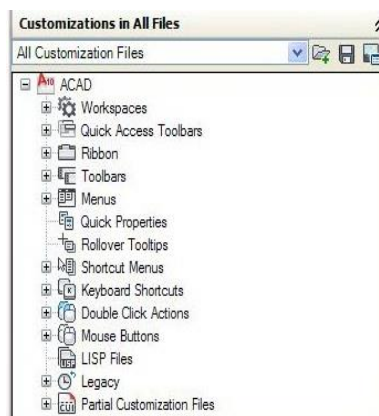 Customizations in All Files
All Customization Files
ACAD
Workspaces
Quick Access Toolbars
Ribbon
Toolbars
Menus
Quick Properties
Rollover Tooltips
Shortcut Menus
Keyboard Shortcuts
Double Click Actions
Mouse Buttons
LISP Files
Legacy
Partial Customization Files